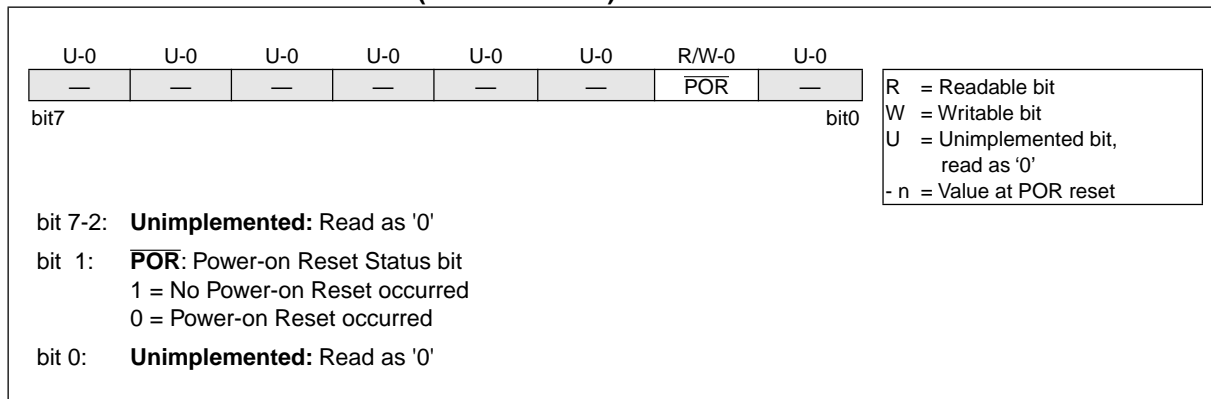 U-0 U-0 U-0 U-0 U-0 U-0 R/W-0 U-0
— — — — — — POR —
bit7 bit0
R = Readable bit
W = Writable bit
U = Unimplemented bit,
read as ‘0’
- n = Value at POR reset
bit 7-2: Unimplemented: Read as '0'
bit 1: POR: Power-on Reset Status bit
1 = No Power-on Reset occurred
0 = Power-on Reset occurred
bit 0: Unimplemented: Read as '0'